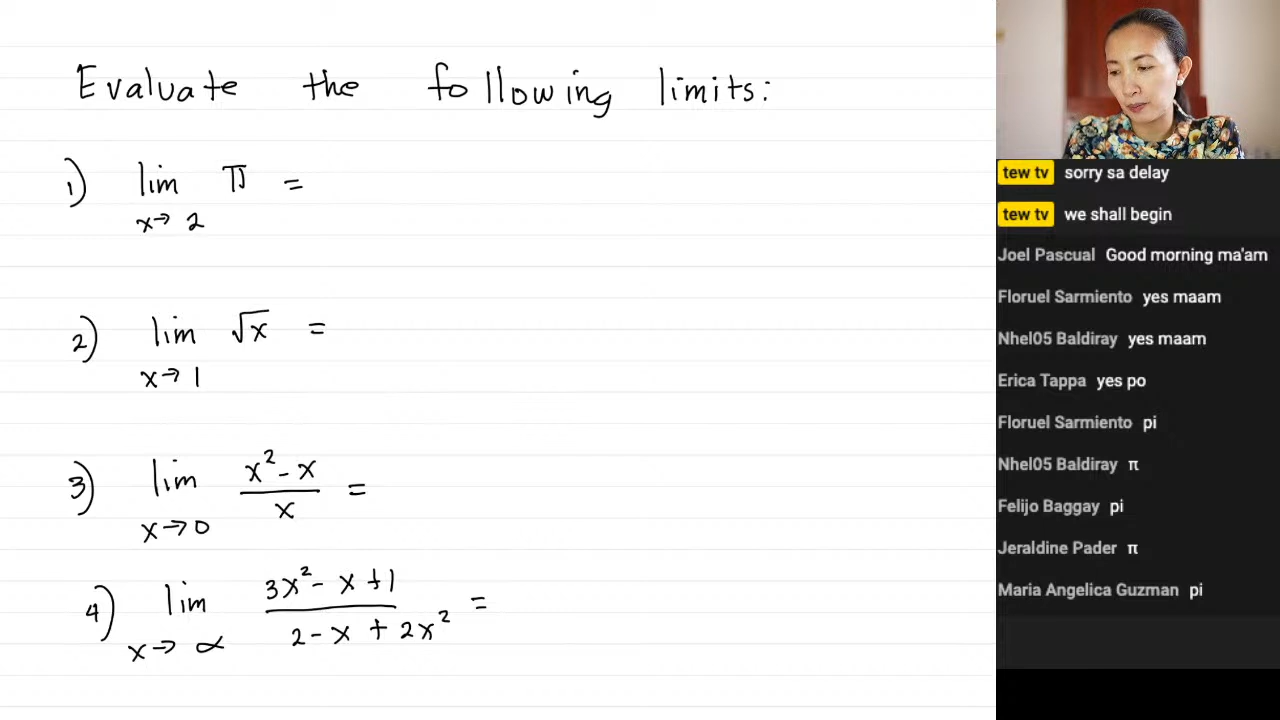 Evaluate the following limits:
1) lim π =
x→2
2) lim √x =
x→1
3) lim x²-x / x =
x→0
4) lim 3x²-x+1 / 2-x+2x² =
x→∝
tew tv sorry sa delay
tew tv we shall begin
Joel Pascual Good morning ma'am
Floruel Sarmiento yes maam
Nhel05 Baldiray yes maam
Erica Tappa yes po
Floruel Sarmiento pi
Nhel05 Baldiray π
Felijo Baggay pi
Jeraldine Pader π
Maria Angelica Guzman pi